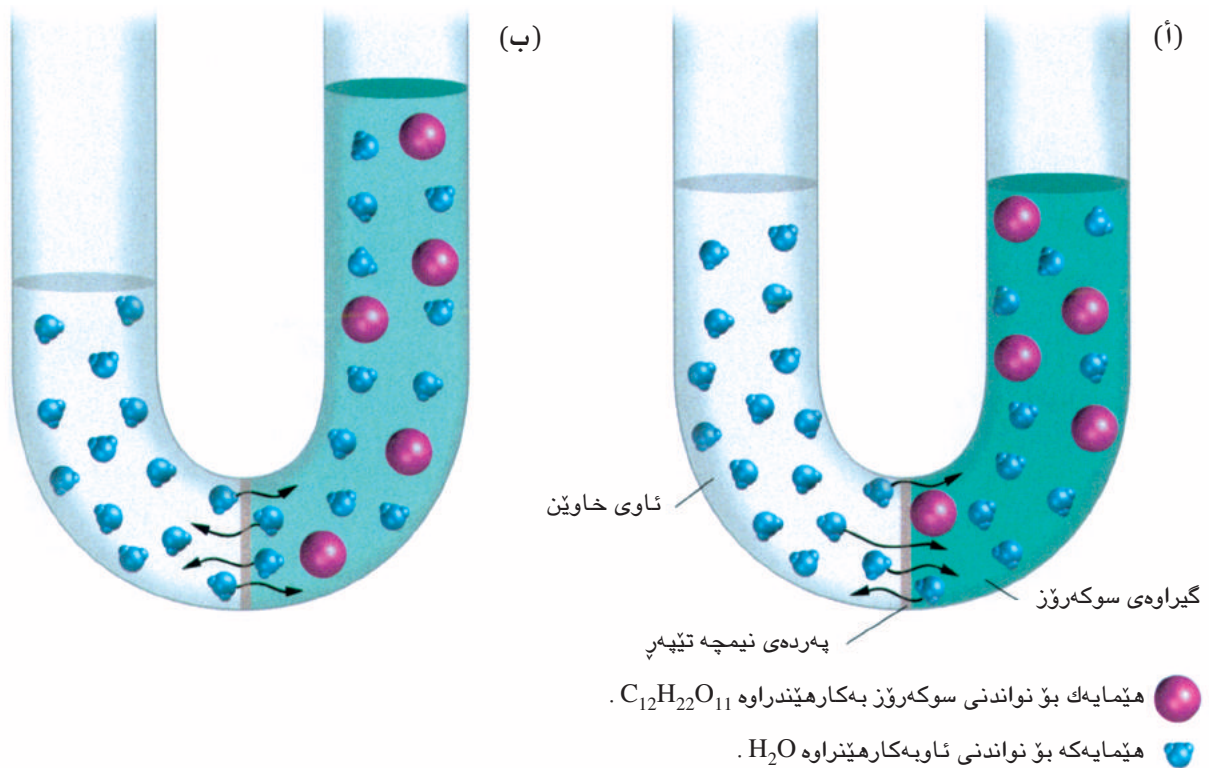 (أ)
(ب)
ئاوی خاوێن
گیراوەی سوکەرۆز
پەردەی نیمچە تێپەڕ
هێمایەك بۆ نواندنی سوکەرۆز بەکارهێندراوە C₁₂H₂₂O₁₁ .
هێمایەکە بۆ نواندنی ئاوبەکارهێنراوە H₂O .